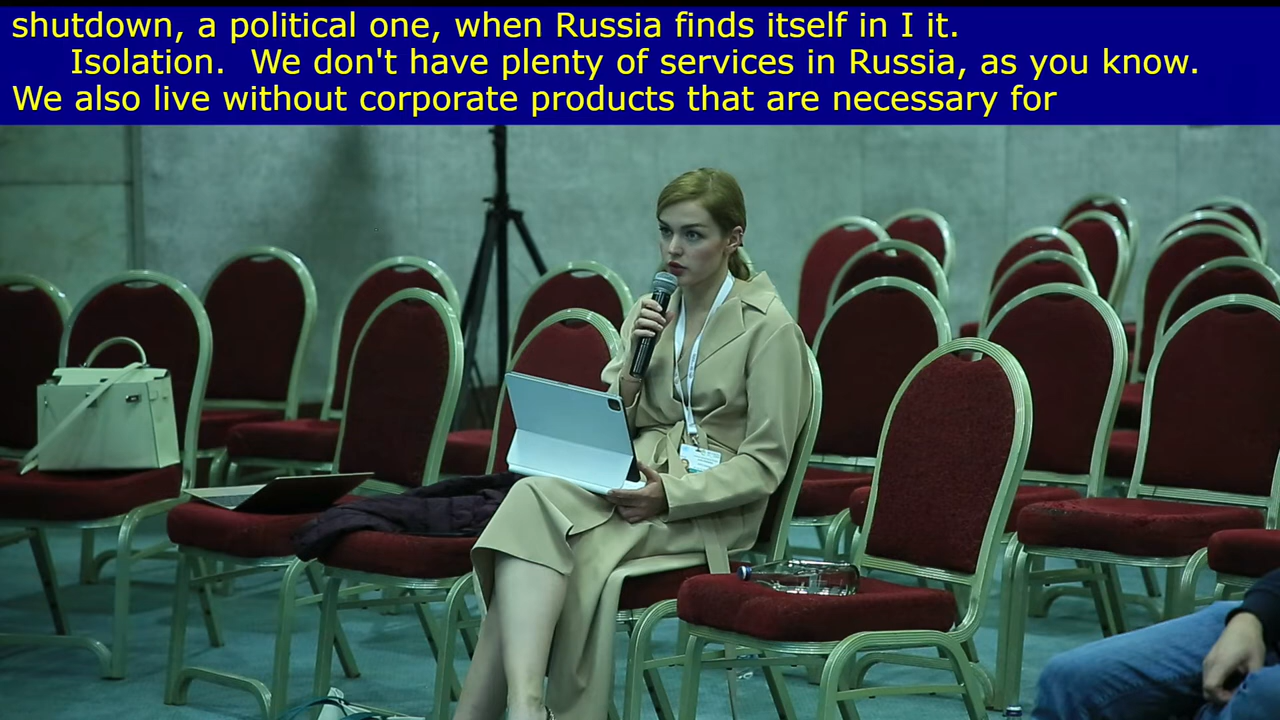 shutdown, a political one, when Russia finds itself in I it.
Isolation. We don't have plenty of services in Russia, as you know.
We also live without corporate products that are necessary for